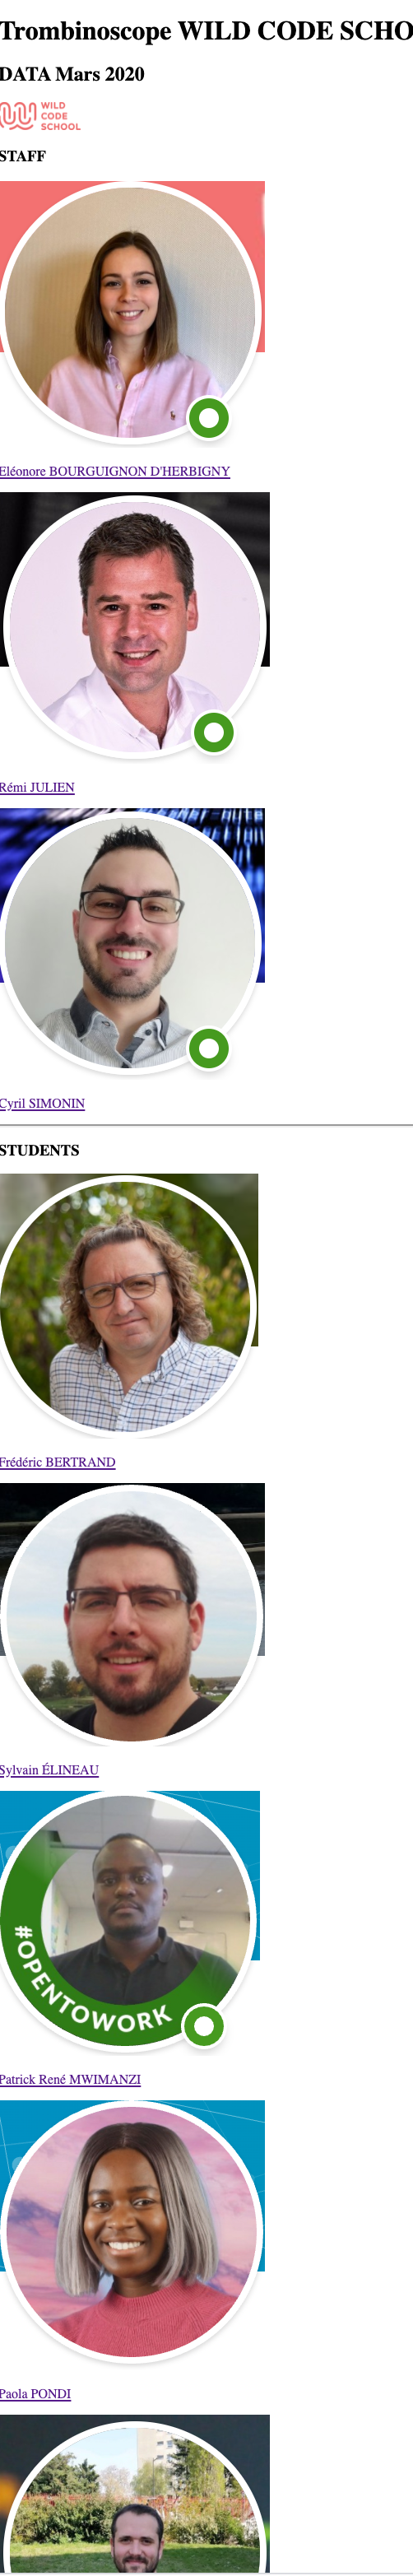 Trombinoscope WILD CODE SCHO
DATA Mars 2020
WILD
CODE
SCHOOL
STAFF
Eléonore BOURGUIGNON D'HERBIGNY
Rémi JULIEN
Cyril SIMONIN
STUDENTS
Frédéric BERTRAND
Sylvain ÉLINEAU
#OPENTOWORK
Patrick René MWIMANZI
Paola PONDI